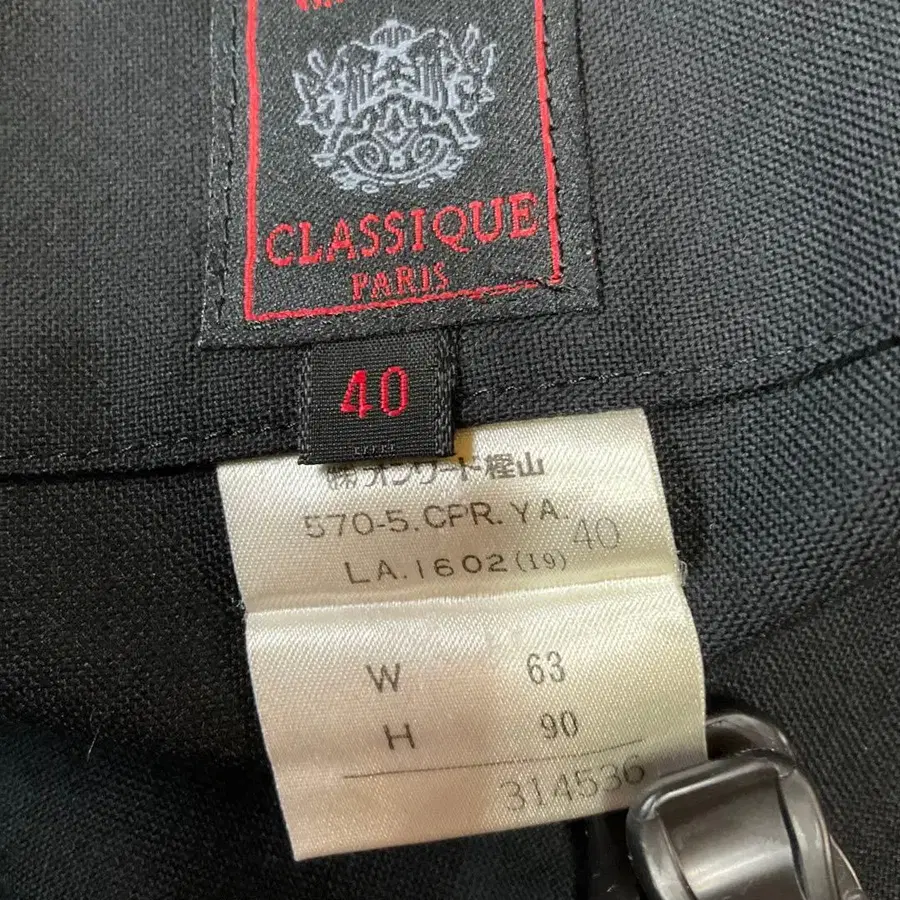 CLASSIQUE
PARIS
40
㈱オンワード樫山
570-5.CPR.YA.
40
LA.1602(19)
W 63
H 90
314536